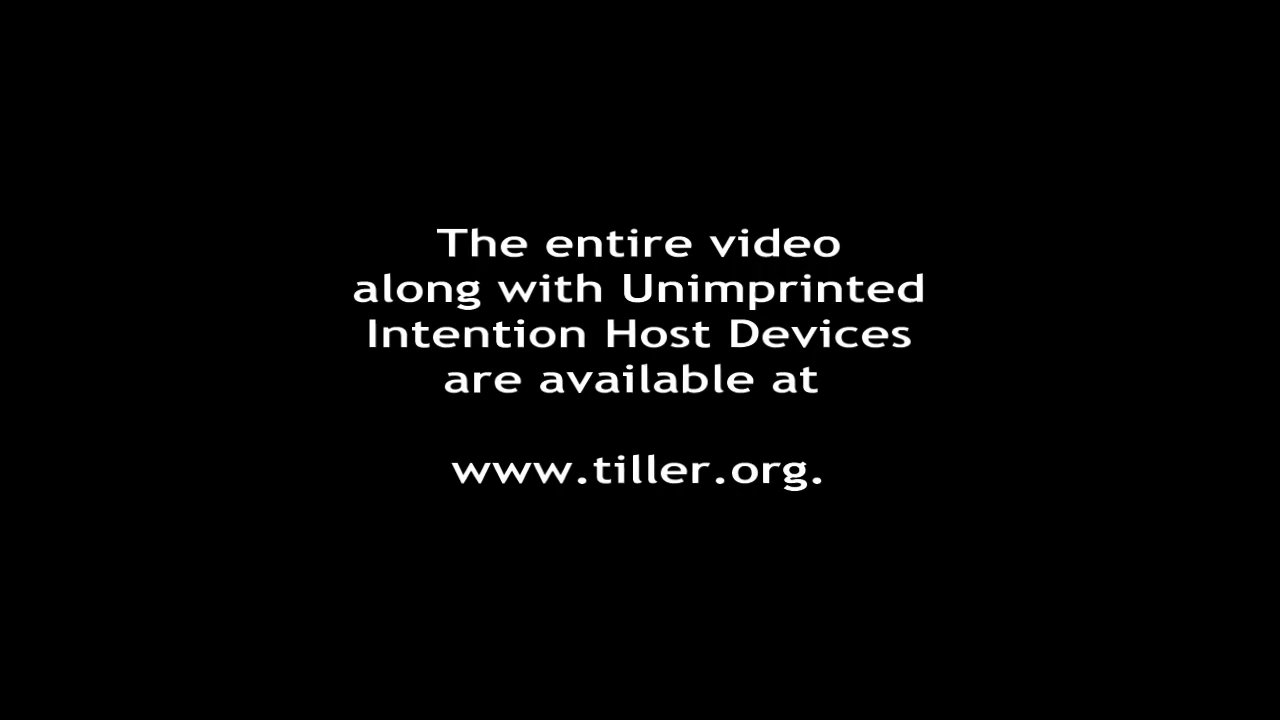 The entire video
along with Unimprinted
Intention Host Devices
are available at
www.tiller.org.